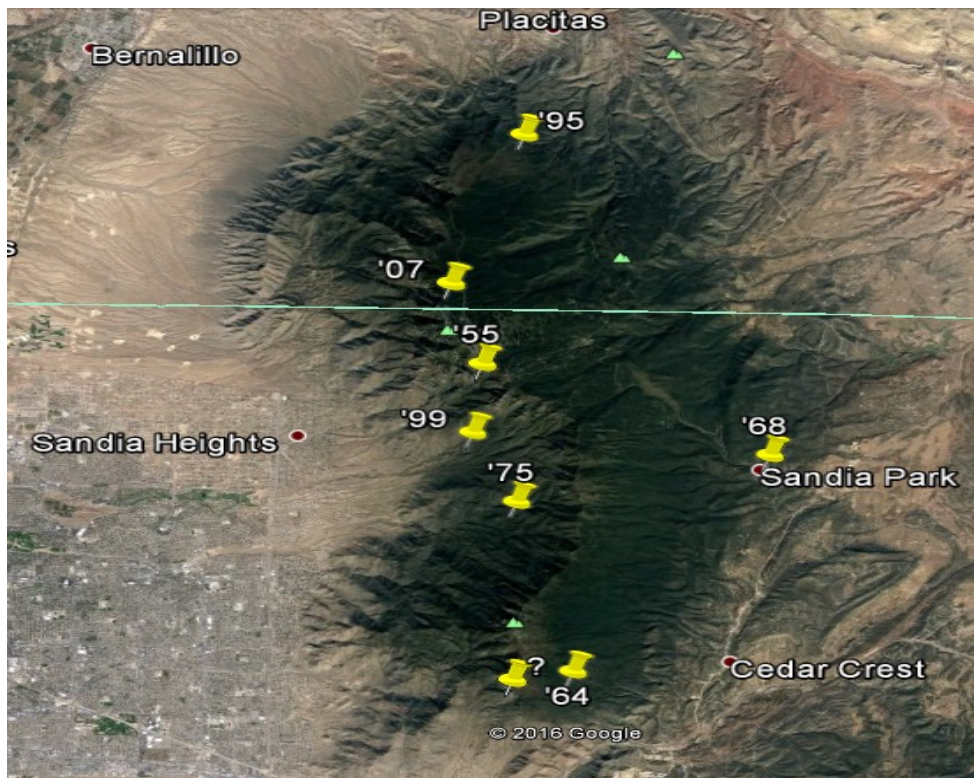 Placitas
Bernalillo
'95
s
'07
'55
'99
'68
Sandia Heights
'75
Sandia Park
?
Cedar Crest
'64
© 2016 Google